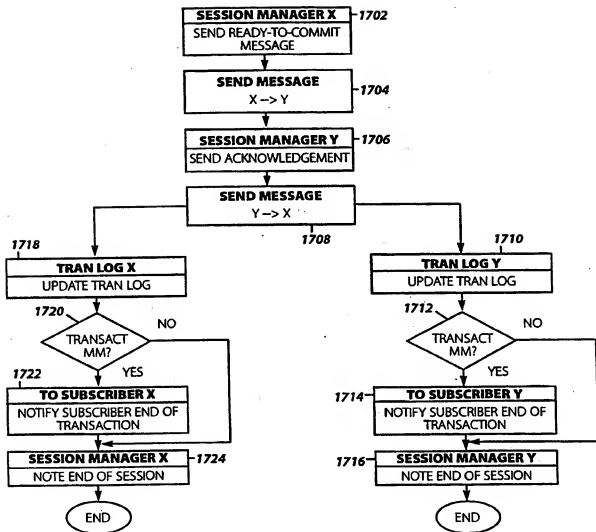 SESSION MANAGER X
1702
SEND READY-TO-COMMIT
MESSAGE
SEND MESSAGE
1704
X --> Y
SESSION MANAGER Y
1706
SEND ACKNOWLEDGEMENT
SEND MESSAGE
Y --> X
1708
1718
TRAN LOG X
UPDATE TRAN LOG
1720
TRANSACT
MM?
NO
YES
1722
TO SUBSCRIBER X
NOTIFY SUBSCRIBER END OF
TRANSACTION
SESSION MANAGER X
1724
NOTE END OF SESSION
END
1710
TRAN LOG Y
UPDATE TRAN LOG
1712
TRANSACT
MM?
NO
YES
1714
TO SUBSCRIBER Y
NOTIFY SUBSCRIBER END OF
TRANSACTION
1716
SESSION MANAGER Y
NOTE END OF SESSION
END